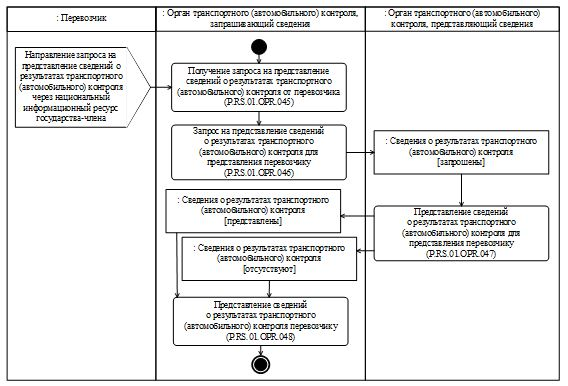 : Перевозчик
: Орган транспортного (автомобильного) контроля,
запрашивающий сведения
: Орган транспортного (автомобильного)
контроля, представляющий сведения
Направление запроса на
представление сведений о
результатах транспортного
(автомобильного) контроля
через национальный
информационный ресурс
государства-члена
Получение запроса на представление
сведений о результатах транспортного
(автомобильного) контроля от перевозчика
(P.RS.01.OPR.045)
Запрос на представление сведений
о результатах транспортного
(автомобильного) контроля для
представления перевозчику
(P.RS.01.OPR.046)
: Сведения о результатах транспортного
(автомобильного) контроля
[запрошены]
: Сведения о результатах транспортного
(автомобильного) контроля
[представлены]
Представление сведений
о результатах транспортного
(автомобильного) контроля для
представления перевозчику
(P.RS.01.OPR.047)
: Сведения о результатах транспортного
(автомобильного) контроля
[отсутствуют]
Представление сведений
о результатах транспортного
(автомобильного) контроля перевозчику
(P.RS.01.OPR.048)